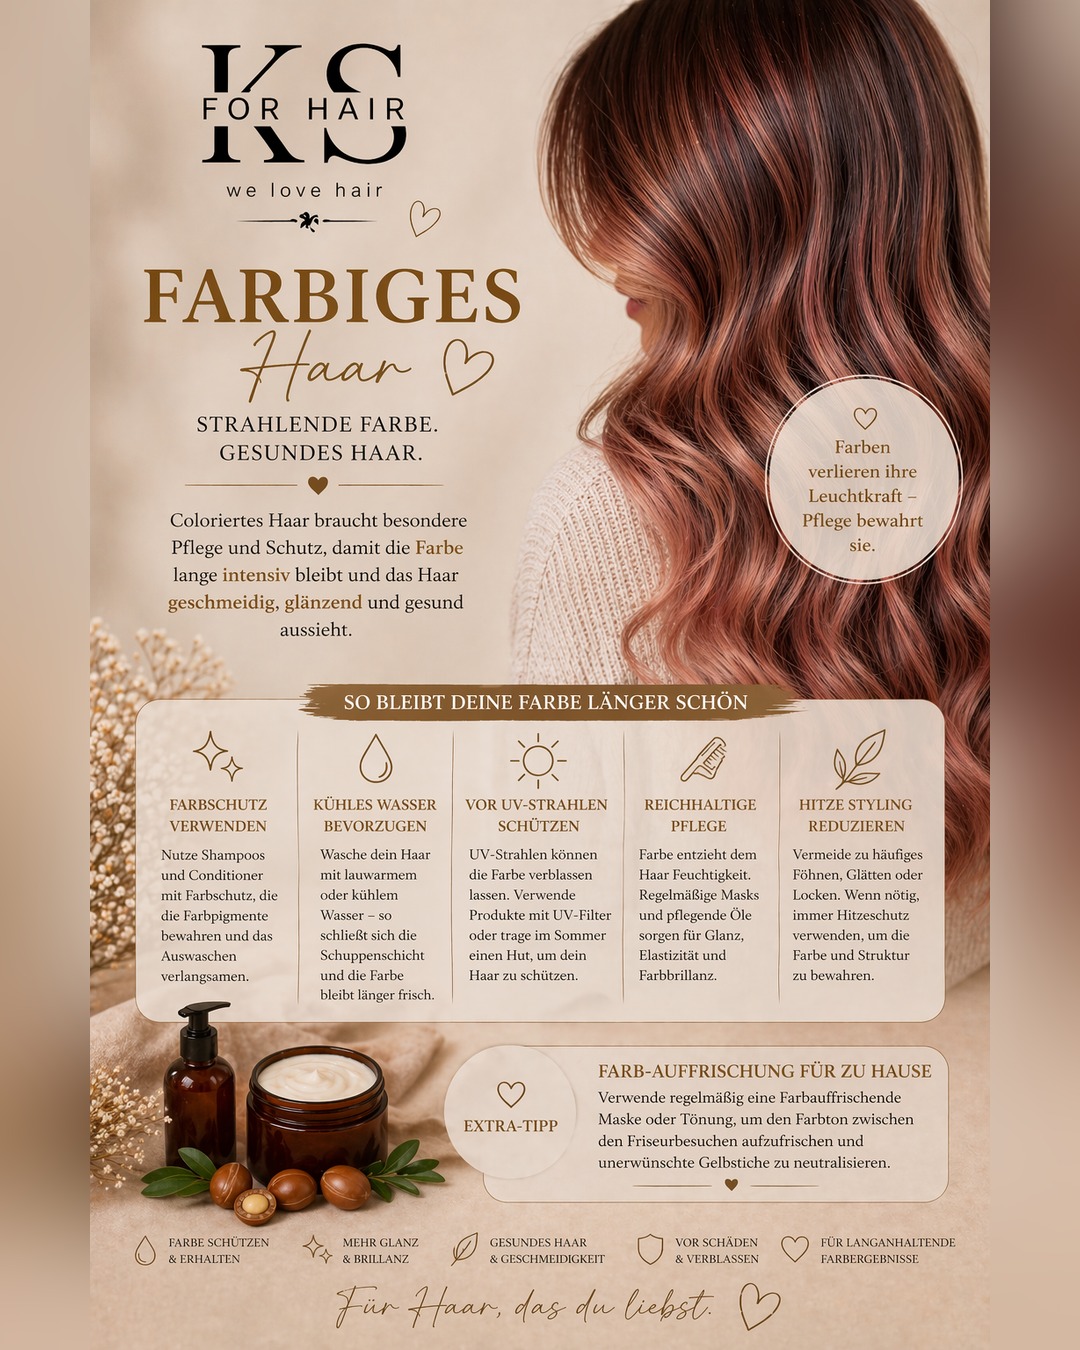 KS
FOR HAIR
we love hair
FARBIGES
Haar
STRAHLENDE FARBE.
GESUNDES HAAR.
Coloriertes Haar braucht besondere
Pflege und Schutz, damit die Farbe
lange intensiv bleibt und das Haar
geschmeidig, glänzend und gesund
aussieht.
Farben
verlieren ihre
Leuchtkraft –
Pflege bewahrt
sie.
SO BLEIBT DEINE FARBE LÄNGER SCHÖN
FARBSCHUTZ
VERWENDEN
Nutze Shampoos
und Conditioner
mit Farbschutz, die
die Farbpigmente
bewahren und das
Auswaschen
verlangsamen.
KÜHLES WASSER
BEVORZUGEN
Wasche dein Haar
mit lauwarmem
oder kühlem
Wasser – so
schließt sich die
Schuppenschicht
und die Farbe
bleibt länger frisch.
VOR UV-STRAHLEN
SCHÜTZEN
UV-Strahlen können
die Farbe verblassen
lassen. Verwende
Produkte mit UV-Filter
oder trage im Sommer
einen Hut, um dein
Haar zu schützen.
REICHHALTIGE
PFLEGE
Farbe entzieht dem
Haar Feuchtigkeit.
Regelmäßige Masks
und pflegende Öle
sorgen für Glanz,
Elastizität und
Farbbrillanz.
HITZE STYLING
REDUZIEREN
Vermeide zu häufiges
Föhnen, Glätten oder
Locken. Wenn nötig,
immer Hitzeschutz
verwenden, um die
Farbe und Struktur
zu bewahren.
EXTRA-TIPP
FARB-AUFFRISCHUNG FÜR ZU HAUSE
Verwende regelmäßig eine Farbauffrischende
Maske oder Tönung, um den Farbton zwischen
den Friseurbesuchen aufzufrischen und
unerwünschte Gelbstiche zu neutralisieren.
FARBE SCHÜTZEN
& ERHALTEN
MEHR GLANZ
& BRILLANZ
GESUNDES HAAR
& GESCHMEIDIGKEIT
VOR SCHÄDEN
& VERBLASSEN
FÜR LANGANHALTENDE
FARBERGEBNISSE
Für Haar, das du liebst.